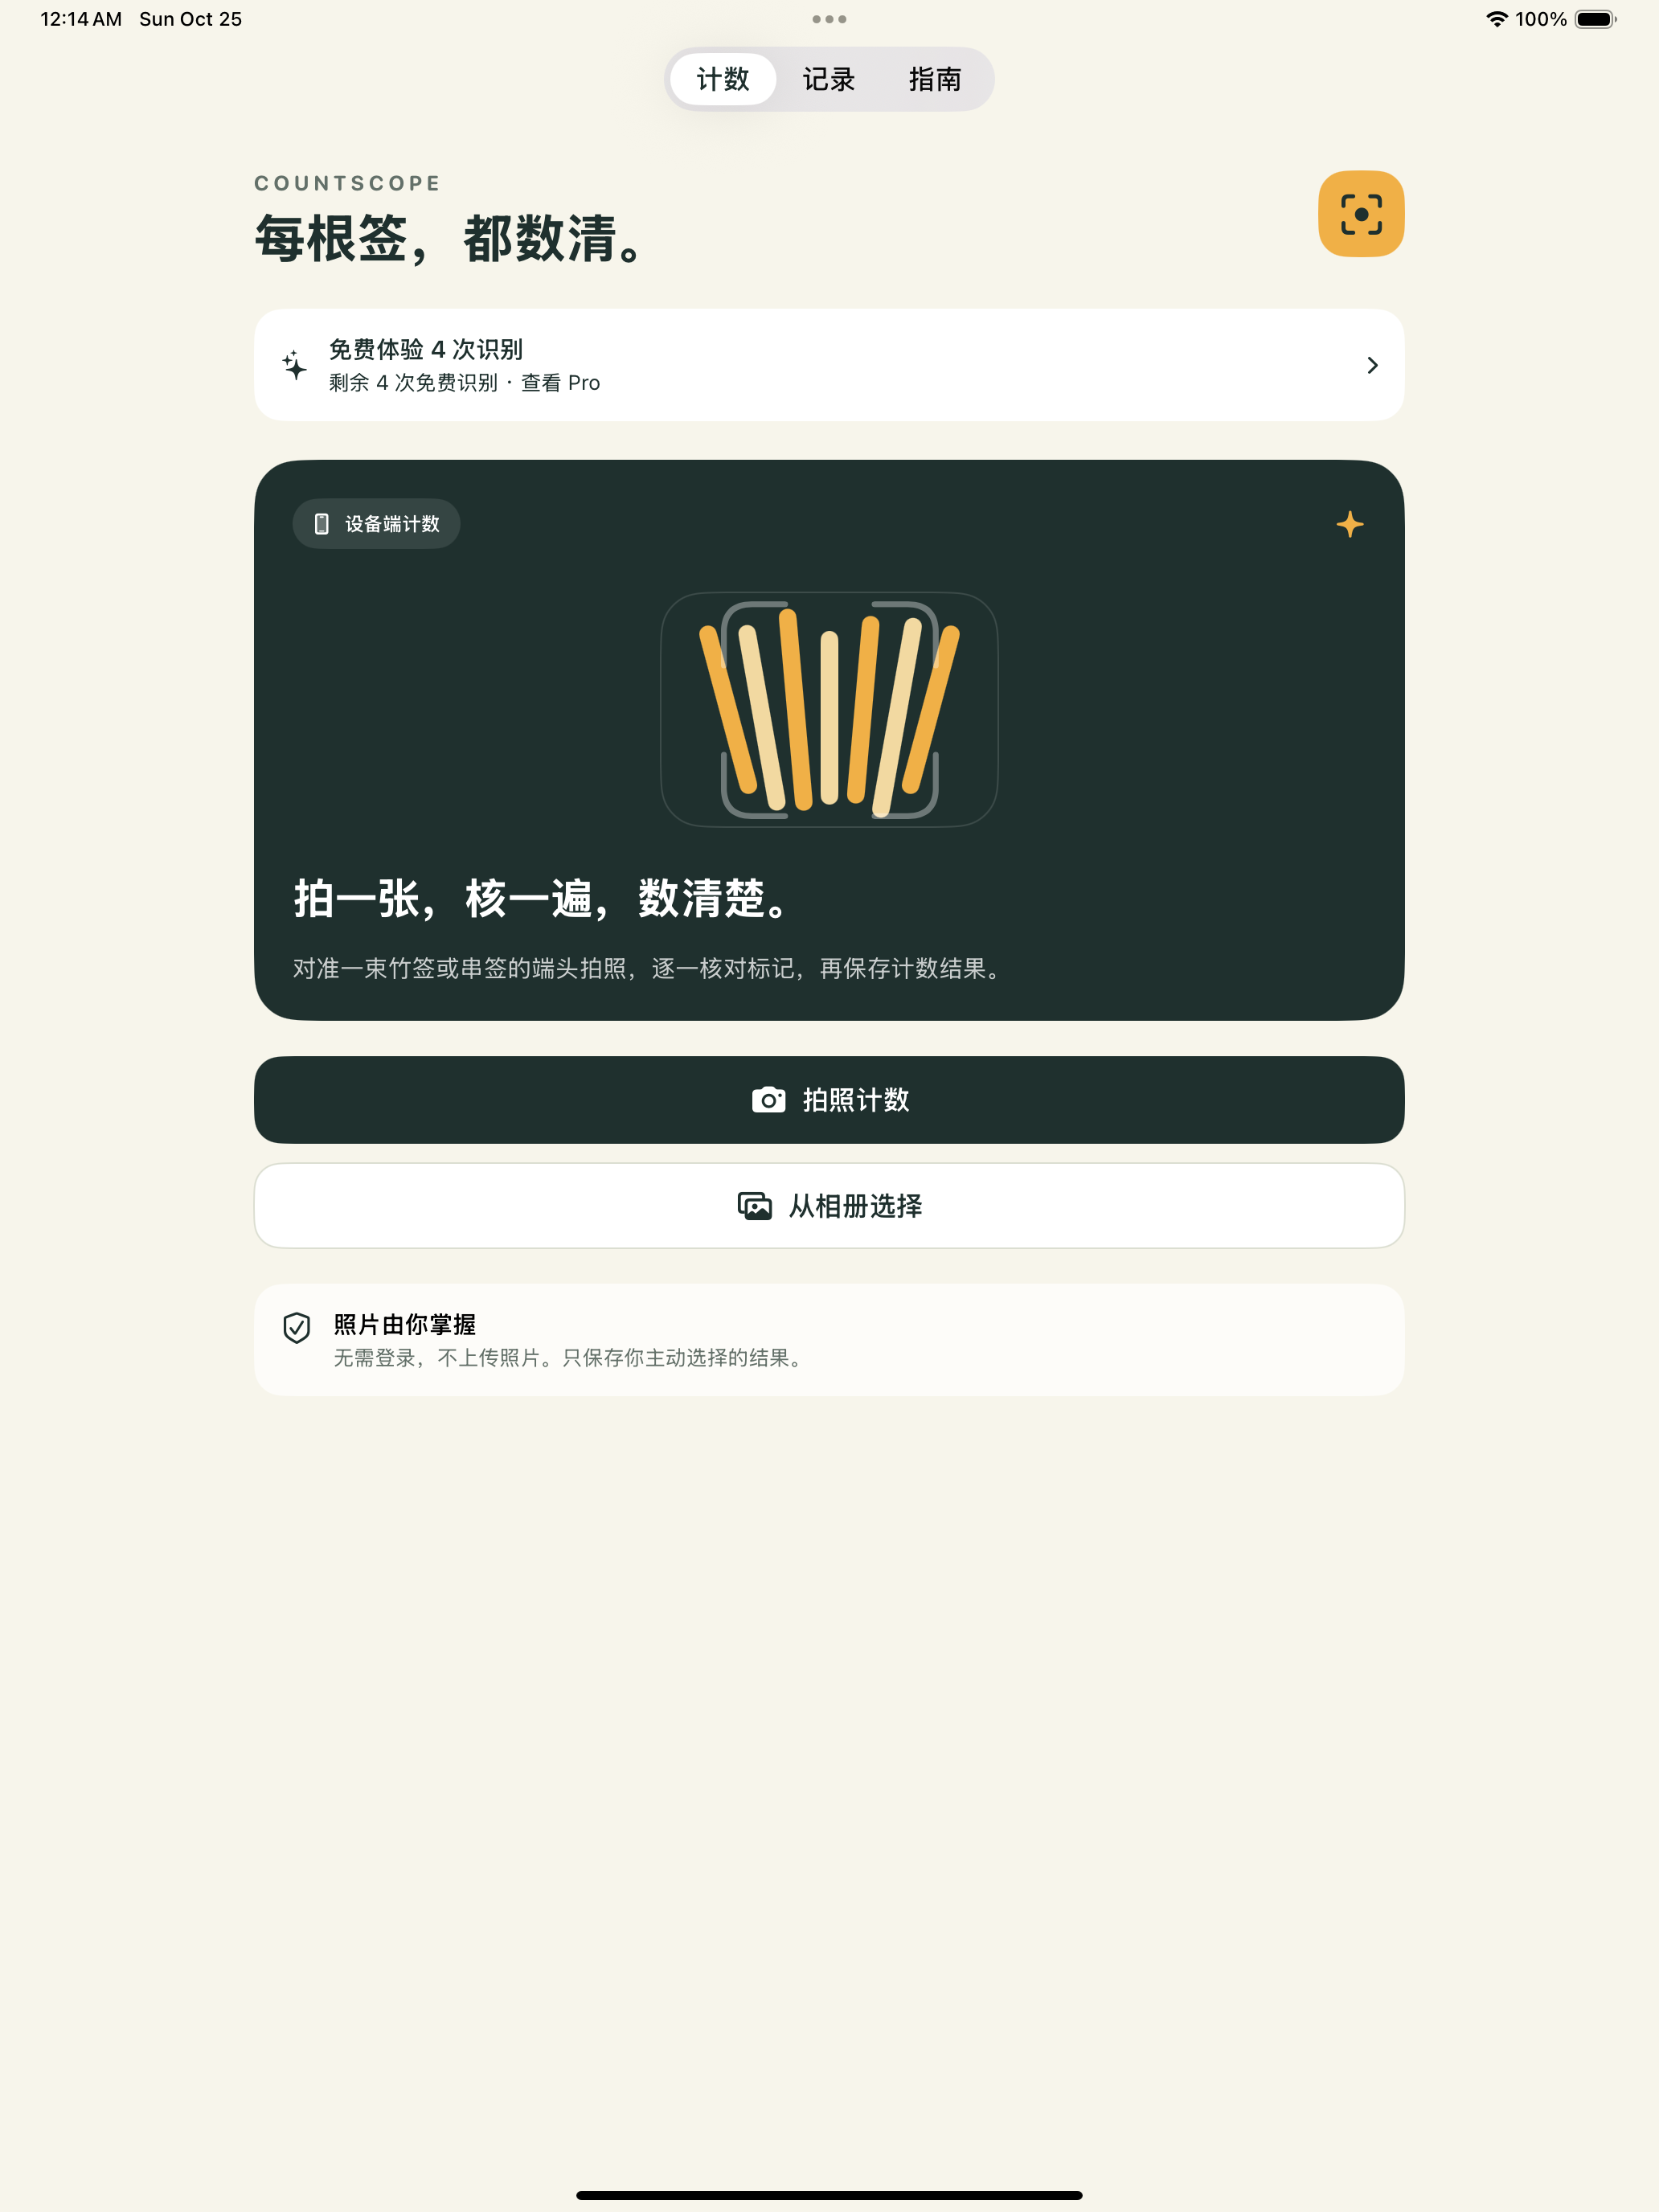 12:14 AM Sun Oct 25
100%
计数 记录 指南
COUNTSCOPE
每根签，都数清。
免费体验 4 次识别
剩余 4 次免费识别 · 查看 Pro
设备端计数
拍一张，核一遍，数清楚。
对准一束竹签或串签的端头拍照，逐一核对标记，再保存计数结果。
拍照计数
从相册选择
照片由你掌握
无需登录，不上传照片。只保存你主动选择的结果。